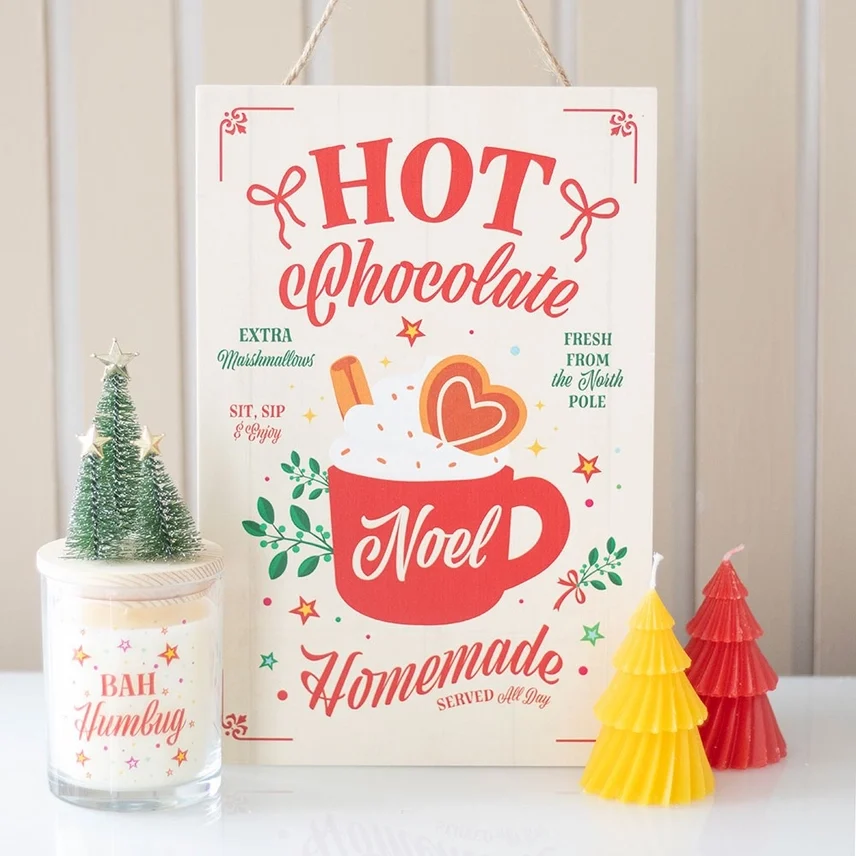 HOT
Chocolate
EXTRA
Marshmallows
SIT, SIP
& Enjoy
FRESH
FROM
the North
POLE
Noel
Homemade
SERVED All Day
BAH
Humbug